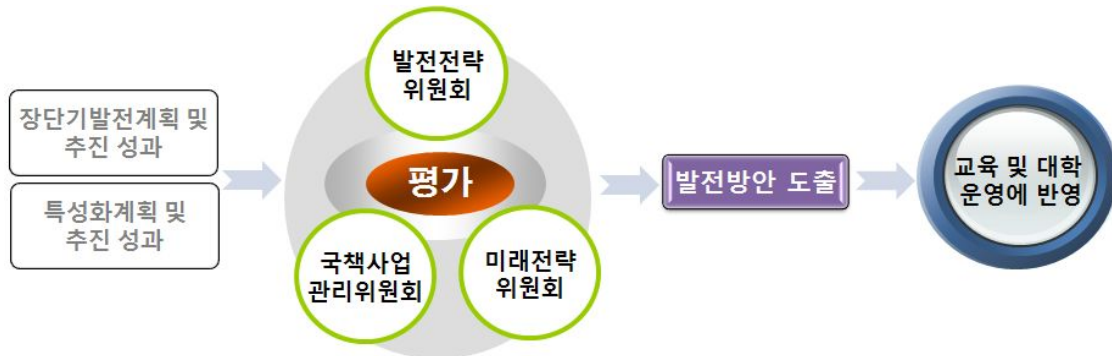 장단기발전계획 및
추진 성과
특성화계획 및
추진 성과
발전전략
위원회
평가
국책사업
관리위원회
미래전략
위원회
발전방안 도출
교육 및 대학
운영에 반영